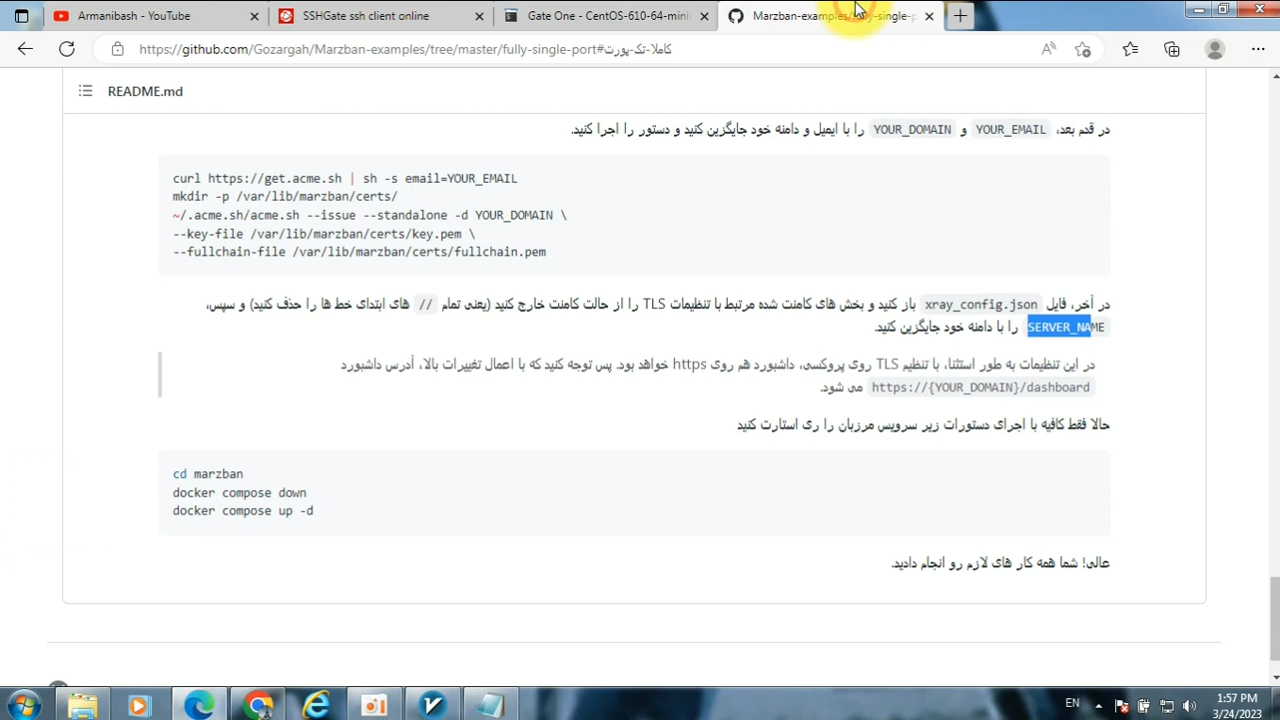 Armanibash - YouTube
SSHGate ssh client online
Gate One - CentOS-610-64-mini
Marzban-examples/fully-single-p
https://github.com/Gozargah/Marzban-examples/tree/master/fully-single-port#کاملا-تک-پورت
README.md
در قدم بعد، YOUR_EMAIL و YOUR_DOMAIN را با ایمیل و دامنه خود جایگزین کنید و دستور را اجرا کنید.
curl https://get.acme.sh | sh -s email=YOUR_EMAIL
mkdir -p /var/lib/marzban/certs/
~/.acme.sh/acme.sh --issue --standalone -d YOUR_DOMAIN \
--key-file /var/lib/marzban/certs/key.pem \
--fullchain-file /var/lib/marzban/certs/fullchain.pem
در آخر، فایل xray_config.json باز کنید و بخش های کامنت شده مرتبط با تنظیمات TLS را از حالت کامنت خارج کنید (یعنی تمام // های ابتدای خط ها را حذف کنید) و سپس،
SERVER_NAME را با دامنه خود جایگزین کنید.
در این تنظیمات به طور استثنا، با تنظیم TLS روی پروکسی، داشبورد هم روی https خواهد بود. پس توجه کنید که با اعمال تغییرات بالا، آدرس داشبورد
https://{YOUR_DOMAIN}/dashboard می شود.
حالا فقط کافیه با اجرای دستورات زیر سرویس مرزبان را ری استارت کنید
cd marzban
docker compose down
docker compose up -d
عالی! شما همه کار های لازم رو انجام دادید.
EN
1:57 PM
3/24/2023